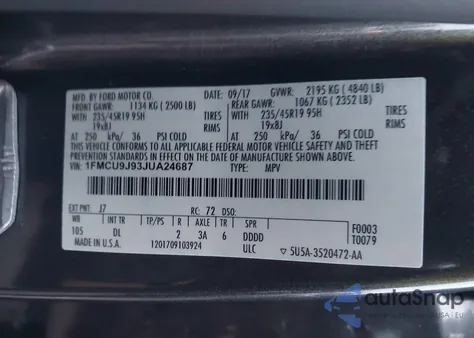 MFD. BY FORD MOTOR CO.
09/17 GVWR: 2195 KG ( 4840 LB)
FRONT GAWR: 1134 KG ( 2500 LB) REAR GAWR: 1067 KG ( 2352 LB)
WITH 235/45R19 95H TIRES WITH 235/45R19 95H TIRES
19x8J RIMS 19x8J RIMS
AT 250 kPa/ 36 PSI COLD AT 250 kPa/ 36 PSI COLD
THIS VEHICLE CONFORMS TO ALL APPLICABLE FEDERAL MOTOR VEHICLE SAFETY AND THEFT PREVENTION STANDARDS IN EFFECT ON THE DATE OF MANUFACTURE SHOWN ABOVE.
VIN: 1FMCU9J93JUA24687 TYPE: MPV
EXT PNT: J7 RC: 72 DSO: F0003
WB INT TR TP/PS R AXLE TR SPR T0079
105 DL 2 3A 6 DDDD
MADE IN U.S.A. 1201709103924 ULC 5U5A-3520472-AA
autoSnap